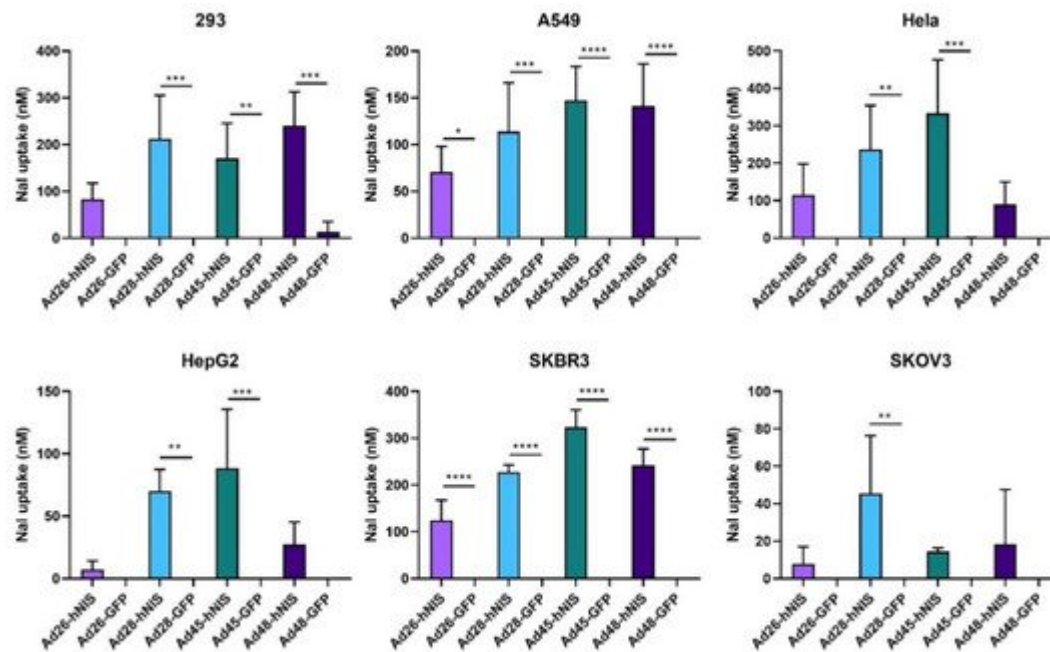 293
NaI uptake (nM)
400
300
200
100
0
***
**
***
Ad26-hNIS
Ad26-GFP
Ad28-hNIS
Ad28-GFP
Ad45-hNIS
Ad45-GFP
Ad48-hNIS
Ad48-GFP
A549
NaI uptake (nM)
200
150
100
50
0
*
***
****
****
Ad26-hNIS
Ad26-GFP
Ad28-hNIS
Ad28-GFP
Ad45-hNIS
Ad45-GFP
Ad48-hNIS
Ad48-GFP
Hela
NaI uptake (nM)
500
400
300
200
100
0
**
***
Ad26-hNIS
Ad26-GFP
Ad28-hNIS
Ad28-GFP
Ad45-hNIS
Ad45-GFP
Ad48-hNIS
Ad48-GFP
HepG2
NaI uptake (nM)
150
100
50
0
**
***
Ad26-hNIS
Ad26-GFP
Ad28-hNIS
Ad28-GFP
Ad45-hNIS
Ad45-GFP
Ad48-hNIS
Ad48-GFP
SKBR3
NaI uptake (nM)
400
300
200
100
0
****
****
****
****
Ad26-hNIS
Ad26-GFP
Ad28-hNIS
Ad28-GFP
Ad45-hNIS
Ad45-GFP
Ad48-hNIS
Ad48-GFP
SKOV3
NaI uptake (nM)
100
80
60
40
20
0
**
Ad26-hNIS
Ad26-GFP
Ad28-hNIS
Ad28-GFP
Ad45-hNIS
Ad45-GFP
Ad48-hNIS
Ad48-GFP